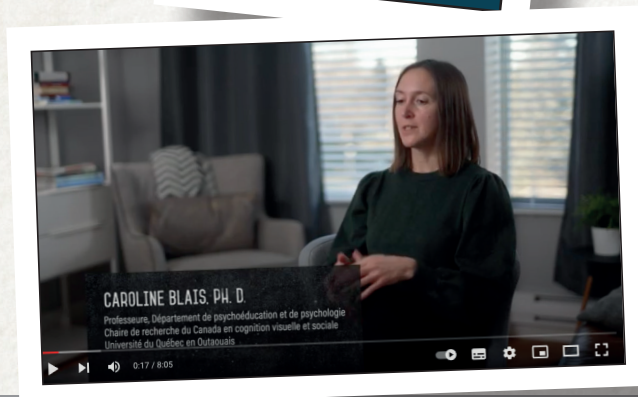 CAROLINE BLAIS, PH. D.
Professeure, Département de psychoéducation et de psychologie
Chaire de recherche du Canada en cognition visuelle et sociale
Université du Québec en Outaouais
0:17 / 8:05